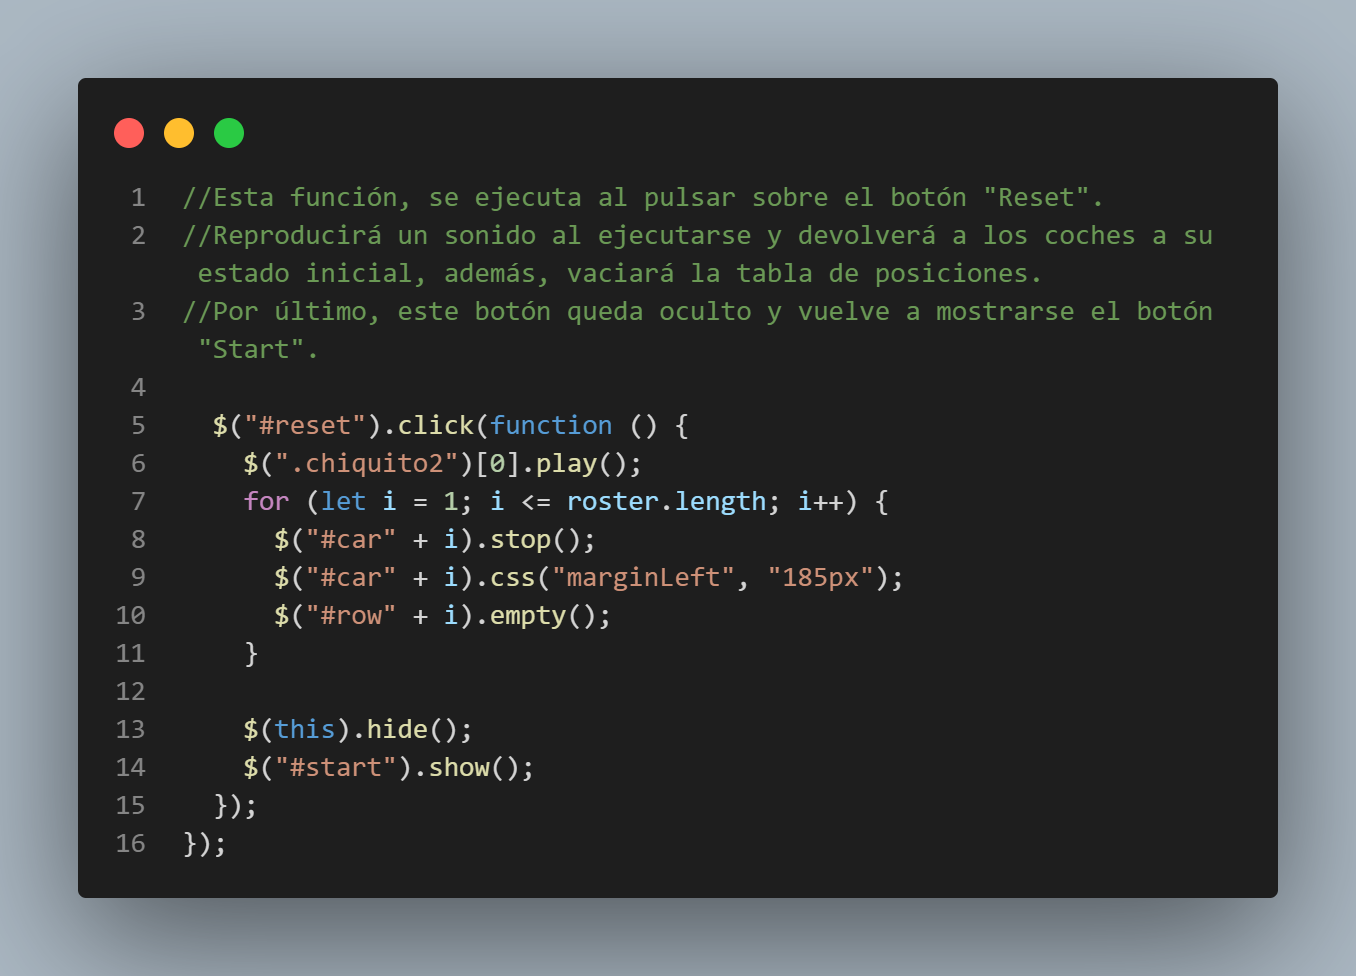 1 //Esta función, se ejecuta al pulsar sobre el botón "Reset".
2 //Reproducirá un sonido al ejecutarse y devolverá a los coches a su
estado inicial, además, vaciará la tabla de posiciones.
3 //Por último, este botón queda oculto y vuelve a mostrarse el botón
"Start".
4
5   $("#reset").click(function () {
6     $(".chiquito2")[0].play();
7     for (let i = 1; i <= roster.length; i++) {
8       $("#car" + i).stop();
9       $("#car" + i).css("marginLeft", "185px");
10       $("#row" + i).empty();
11     }
12
13     $(this).hide();
14     $("#start").show();
15   });
16 });